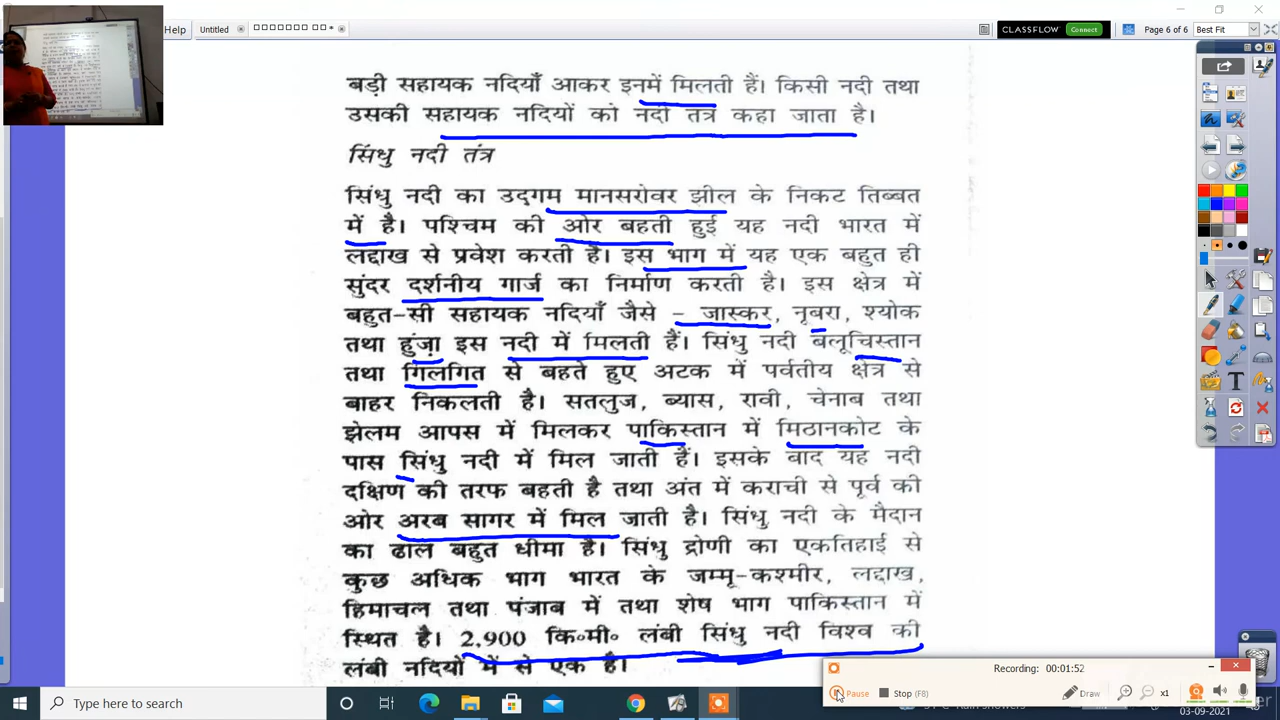 Help
Untitled
CLASSFLOW Connect
Page 6 of 6
Best Fit
बड़ी सहायक नदियाँ आकर इनमें मिलती हैं। किसी नदी तथा
उसकी सहायक नदियों को नदी तंत्र कहा जाता है।
सिंधु नदी तंत्र
सिंधु नदी का उद्गम मानसरोवर झील के निकट तिब्बत
में है। पश्चिम की ओर बहती हुई यह नदी भारत में
लद्दाख से प्रवेश करती है। इस भाग में यह एक बहुत ही
सुंदर दर्शनीय गार्ज का निर्माण करती है। इस क्षेत्र में
बहुत-सी सहायक नदियाँ जैसे - जास्कर, नूबरा, श्योक
तथा हुंज़ा इस नदी में मिलती हैं। सिंधु नदी बलूचिस्तान
तथा गिलगित से बहते हुए अटक में पर्वतीय क्षेत्र से
बाहर निकलती है। सतलुज, ब्यास, रावी, चेनाब तथा
झेलम आपस में मिलकर पाकिस्तान में मिठानकोट के
पास सिंधु नदी में मिल जाती हैं। इसके बाद यह नदी
दक्षिण की तरफ बहती है तथा अंत में कराची से पूर्व की
ओर अरब सागर में मिल जाती है। सिंधु नदी के मैदान
का ढाल बहुत धीमा है। सिंधु द्रोणी का एकतिहाई से
कुछ अधिक भाग भारत के जम्मू-कश्मीर, लद्दाख,
हिमाचल तथा पंजाब में तथा शेष भाग पाकिस्तान में
स्थित है। 2,900 कि॰मी॰ लंबी सिंधु नदी विश्व की
लंबी नदियों में से एक है।
Recording: 00:01:52
Pause
Stop (F8)
Draw
x1
Type here to search
Rain showers
03-09-2021